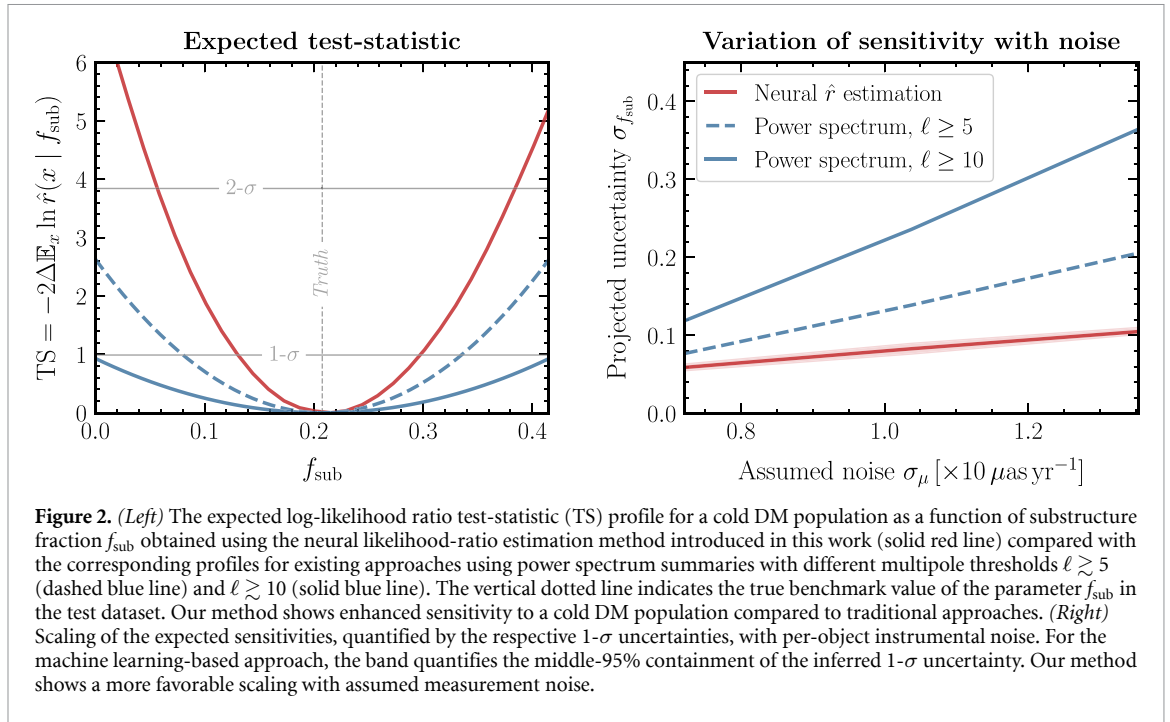 Expected test-statistic
TS = −2Δ𝔼ₓ ln r̂(x | f_sub)
6
5
4
3
2
1
0
2-σ
1-σ
Truth
0.0 0.1 0.2 0.3 0.4
f_sub
Variation of sensitivity with noise
Projected uncertainty σ_{f_sub}
0.4
0.3
0.2
0.1
0.0
Neural r̂ estimation
Power spectrum, ℓ ≥ 5
Power spectrum, ℓ ≥ 10
0.8 1.0 1.2
Assumed noise σ_μ [×10 μas yr⁻¹]
Figure 2. (Left) The expected log-likelihood ratio test-statistic (TS) profile for a cold DM population as a function of substructure
fraction f_sub obtained using the neural likelihood-ratio estimation method introduced in this work (solid red line) compared with
the corresponding profiles for existing approaches using power spectrum summaries with different multipole thresholds ℓ ≳ 5
(dashed blue line) and ℓ ≳ 10 (solid blue line). The vertical dotted line indicates the true benchmark value of the parameter f_sub in
the test dataset. Our method shows enhanced sensitivity to a cold DM population compared to traditional approaches. (Right)
Scaling of the expected sensitivities, quantified by the respective 1-σ uncertainties, with per-object instrumental noise. For the
machine learning-based approach, the band quantifies the middle-95% containment of the inferred 1-σ uncertainty. Our method
shows a more favorable scaling with assumed measurement noise.